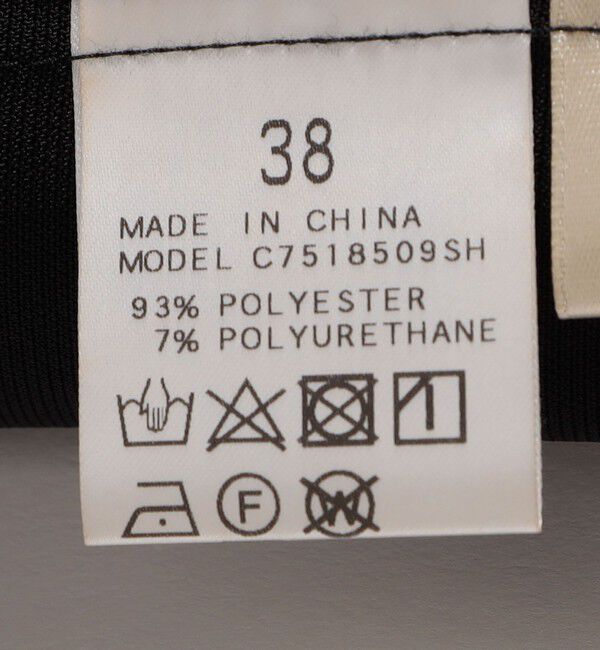 38
MADE IN CHINA
MODEL C7518509SH
93% POLYESTER
7% POLYURETHANE
F W